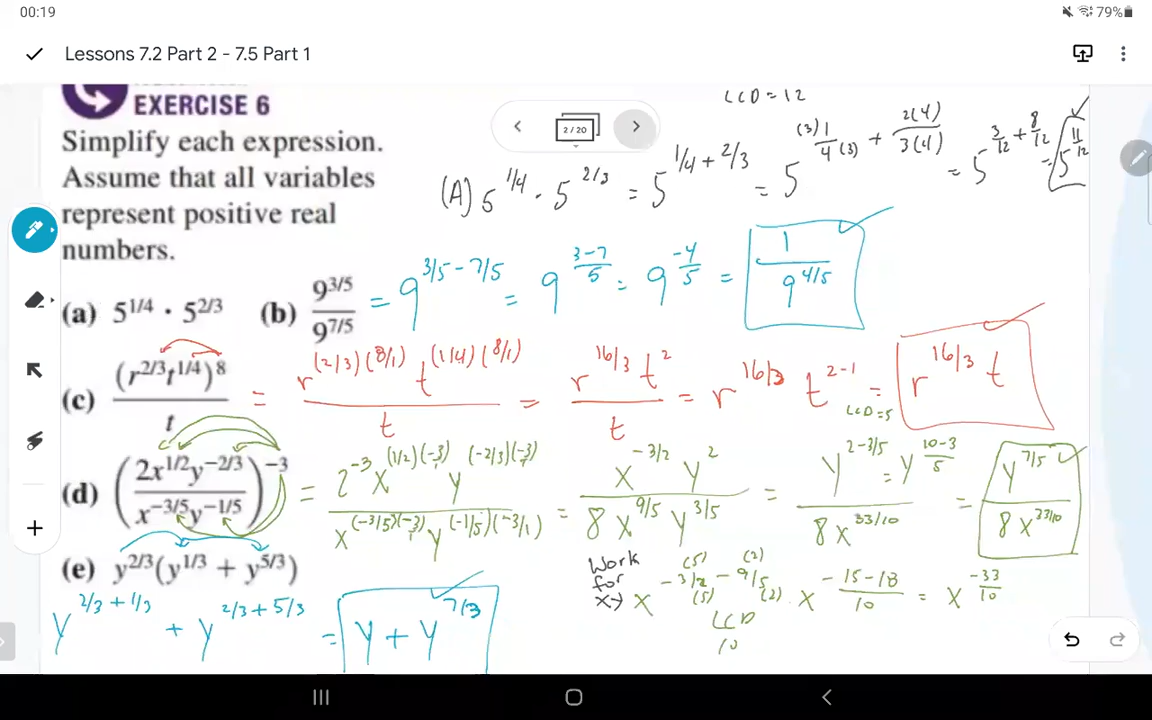 00:19
79%
Lessons 7.2 Part 2 - 7.5 Part 1
EXERCISE 6
2 / 20
Simplify each expression.
Assume that all variables
represent positive real
numbers.
LCD = 12
(A) 5^{1/4} · 5^{2/3} = 5^{1/4 + 2/3} = 5^{(3)1/4(3) + 2(4)/3(4)} = 5^{3/12 + 8/12} = 5^{11/12}
(a) 5^{1/4} · 5^{2/3} (b) 9^{3/5}/9^{7/5} = 9^{3/5 - 7/5} = 9^{(3-7)/5} = 9^{-4/5} = 1/9^{4/5}
(c) (r^{2/3}t^{1/4})^8/t = r^{(2/3)(8/1)} t^{(1/4)(8/1)}/t = r^{16/3} t^2/t = r^{16/3} t^{2-1} = r^{16/3} t
LCD = 5
(d) (2x^{1/2}y^{-2/3}/x^{-3/5}y^{-1/5})^{-3} = 2^{-3} x^{(1/2)(-3/1)} y^{(-2/3)(-3/1)}/x^{(-3/5)(-3/1)} y^{(-1/5)(-3/1)} = x^{-3/2} y^2/8x^{9/5} y^{3/5} = y^{2-3/5}/8x^{33/10} = y^{(10-3)/5} = y^{7/5}/8x^{33/10}
(e) y^{2/3}(y^{1/3} + y^{5/3})
Work
for
x→ x^{-3/2 (5)(5) - 9/5 (2)(2)} · x^{(-15-18)/10} = x^{-33/10}
LCD
10
y^{2/3 + 1/3} + y^{2/3 + 5/3} = y + y^{7/3}